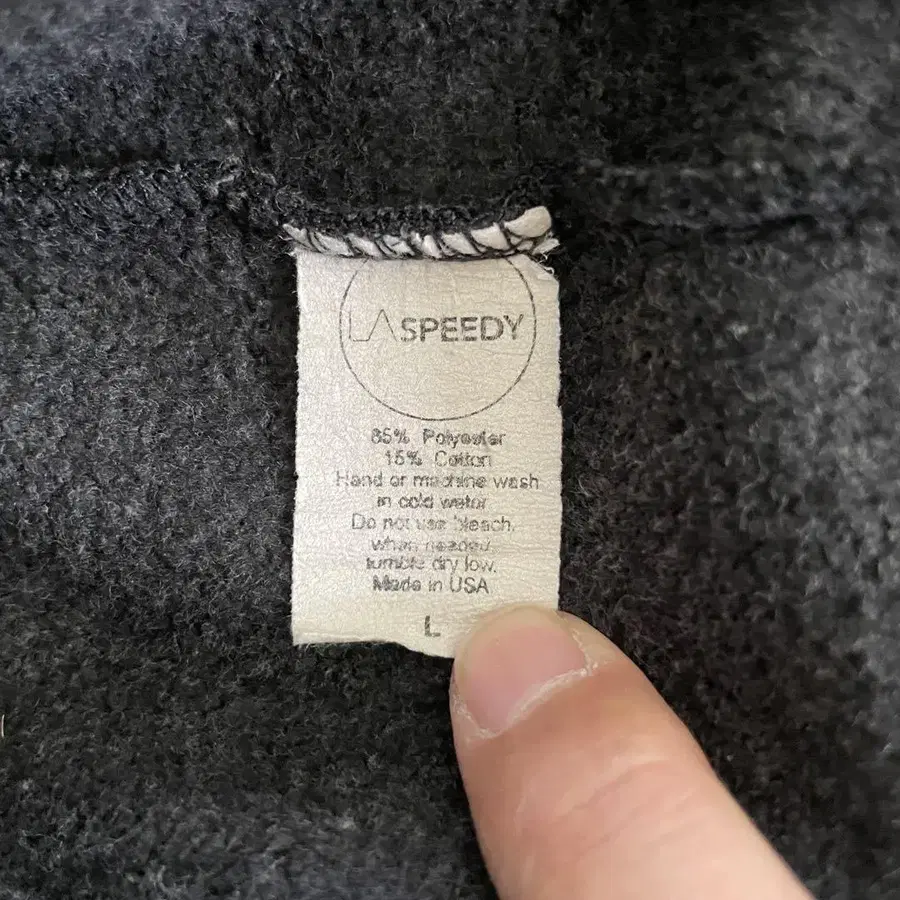 LA SPEEDY
85% Polyester
15% Cotton
Hand or machine wash
in cold water
Do not use bleach,
when needed,
tumble dry low.
Made in USA
L